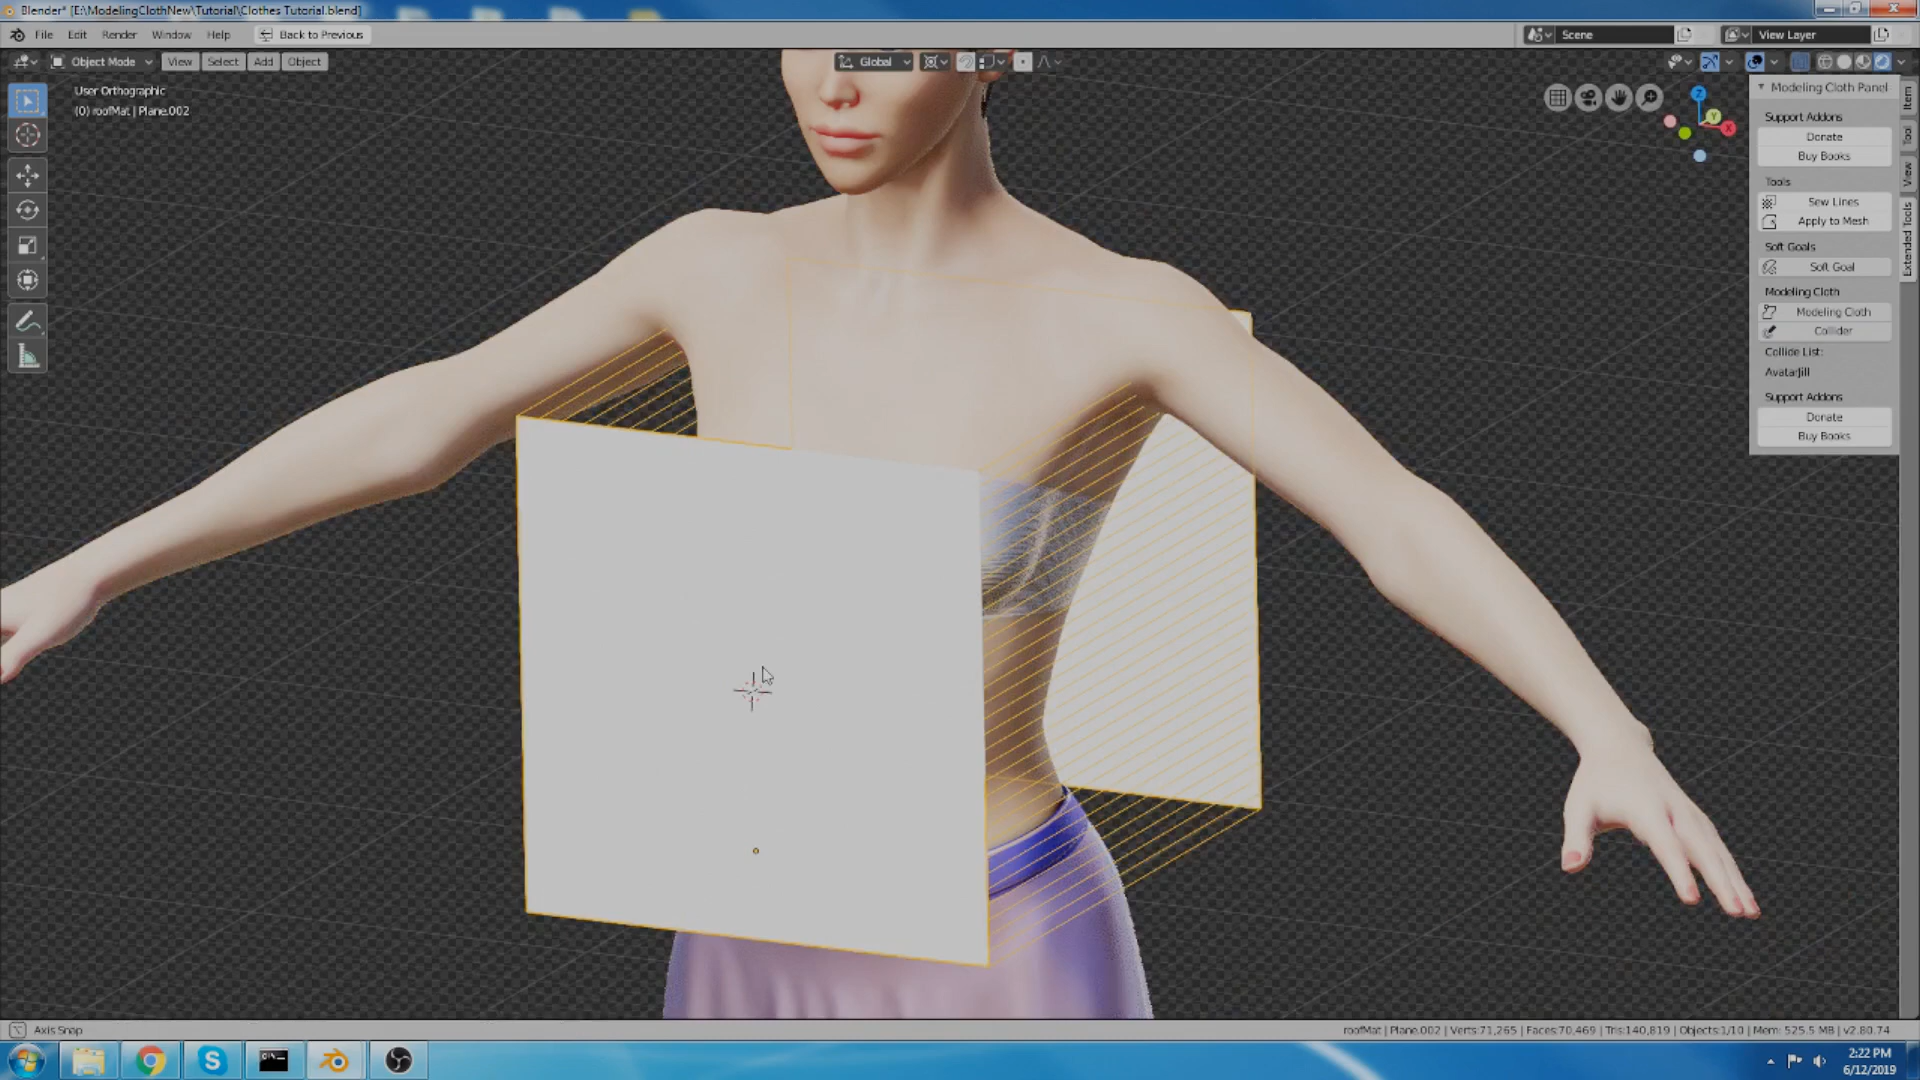 Blender* [E:\ModelingClothNew\Tutorial\Clothes Tutorial.blend]
File Edit Render Window Help Back to Previous
Scene
View Layer
Object Mode View Select Add Object
Global
User Orthographic
(0) roofMat | Plane.002
Z
Y
X
Modeling Cloth Panel
Support Addons
Donate
Buy Books
Tools
Sew Lines
Apply to Mesh
Soft Goals
Soft Goal
Modeling Cloth
Modeling Cloth
Collider
Collide List:
AvatarJill
Support Addons
Donate
Buy Books
Item
Tool
View
Extended Tools
Axis Snap
roofMat | Plane.002 | Verts:71,265 | Faces:70,469 | Tris:140,819 | Objects:1/10 | Mem: 525.5 MB | v2.80.74
2:22 PM
6/12/2019